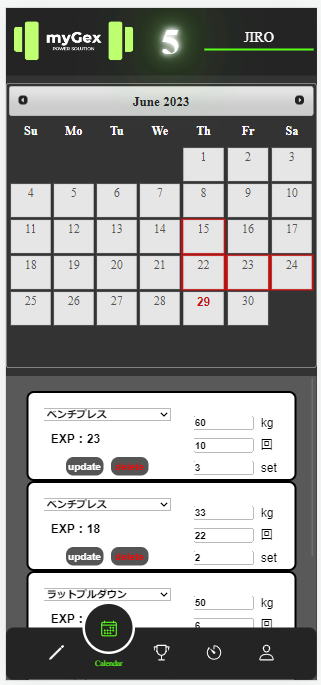 myGex
POWER SOLUTION
5
JIRO
June 2023
Su Mo Tu We Th Fr Sa
1 2 3
4 5 6 7 8 9 10
11 12 13 14 15 16 17
18 19 20 21 22 23 24
25 26 27 28 29 30
ベンチプレス
60 kg
EXP : 23
10 回
update delete
3 set
ベンチプレス
33 kg
EXP : 18
22 回
update delete
2 set
ラットプルダウン
50 kg
EXP :
6 回
Calendar